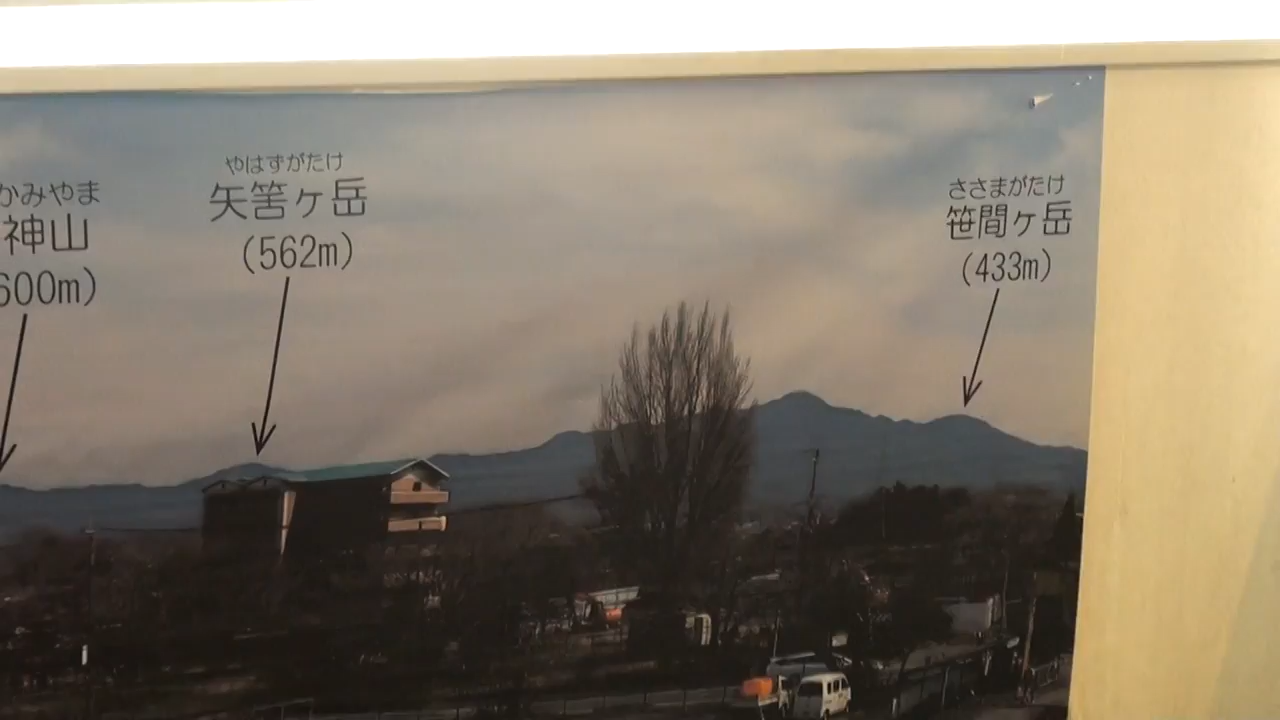 かみやま
神山
600m)
やはずがたけ
矢筈ヶ岳
(562m)
ささまがたけ
笹間ヶ岳
(433m)